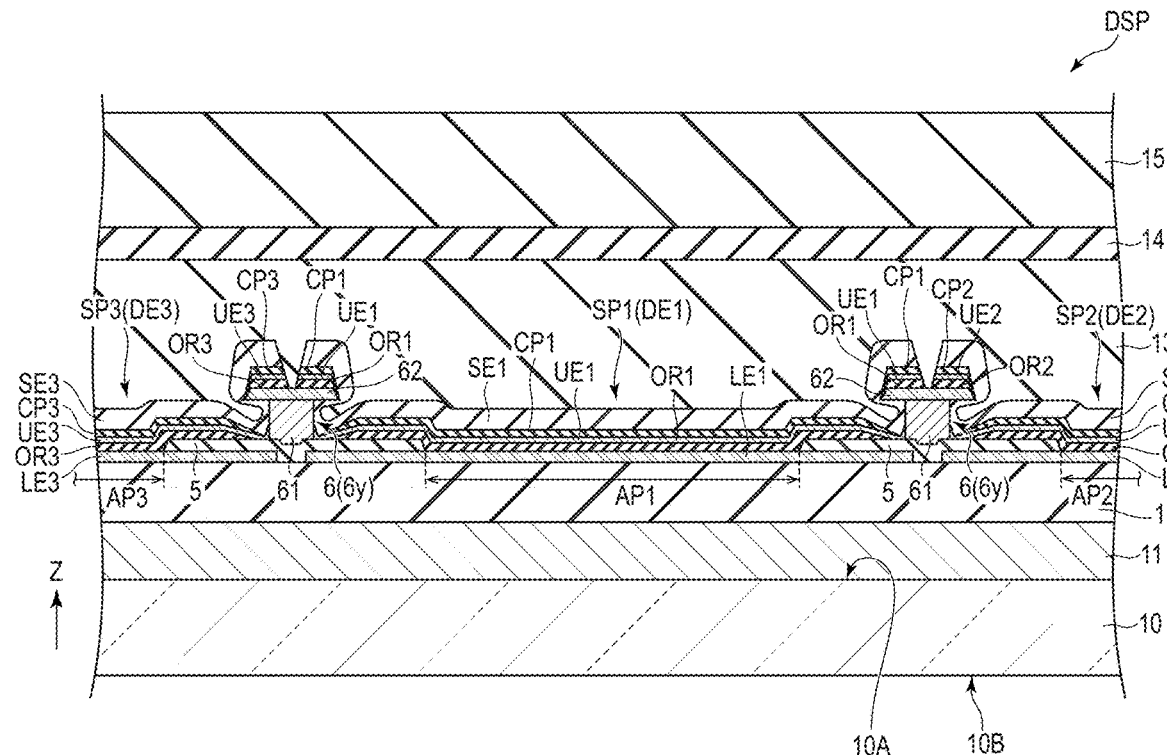 DSP
15
14
CP3 CP1
UE3 UE1
SP3(DE3)
OR3 OR1
62
SP1(DE1)
CP1
SE1 UE1 OR1 LE1
CP1
UE1 CP2
OR1 UE2
SP2(DE2)
OR2
62
13
SE3
CP3
UE3
OR3
LE3
AP3 5 61 6(6y) AP1 5 61 6(6y) AP2
11
Z
10
10A
10B